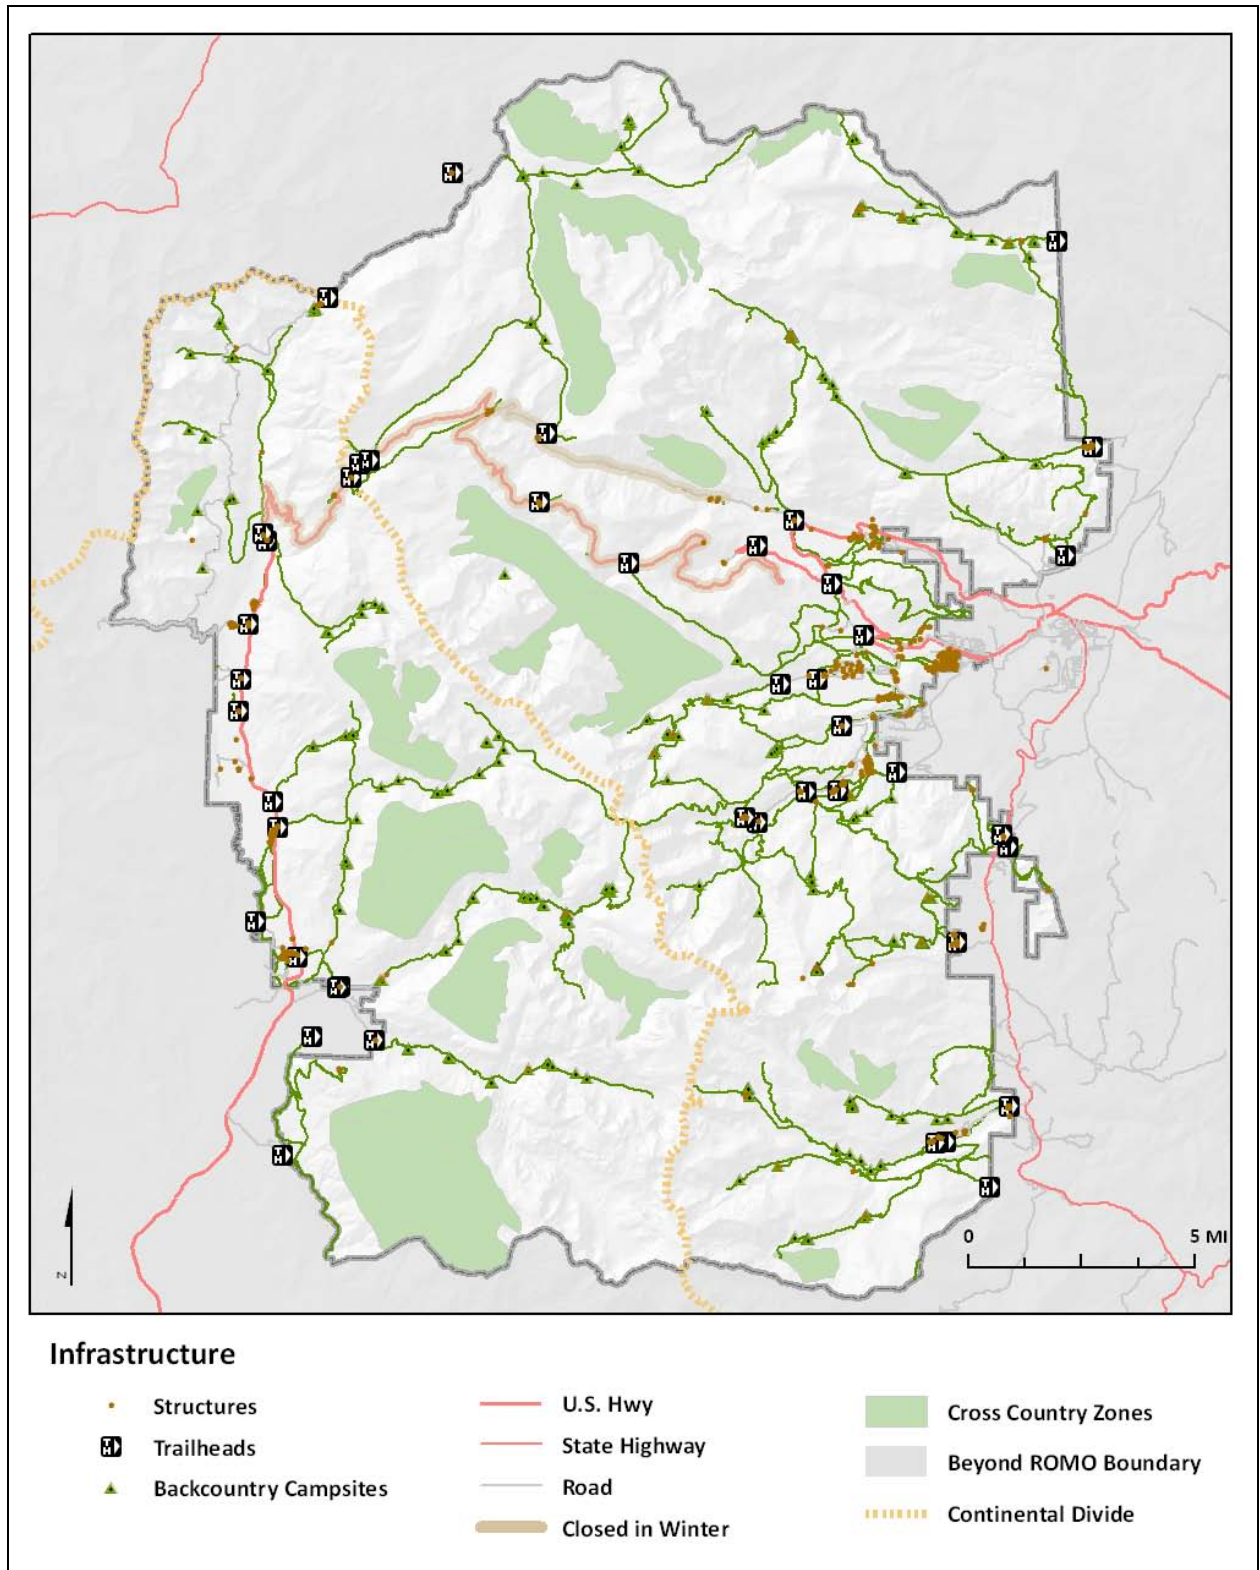 N
0 5 MI
Infrastructure
Structures
Trailheads
Backcountry Campsites
U.S. Hwy
State Highway
Road
Closed in Winter
Cross Country Zones
Beyond ROMO Boundary
Continental Divide